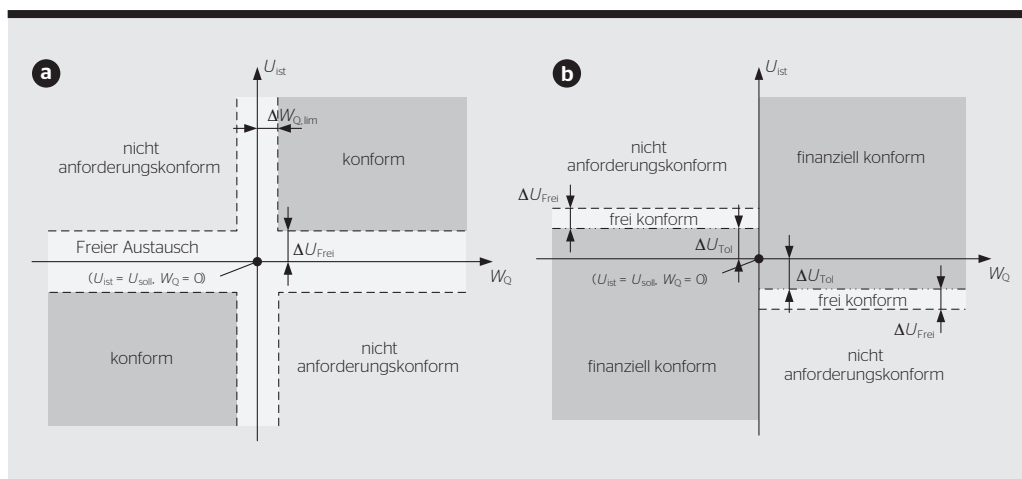 a
U_ist
ΔW_Q,lim
nicht
anforderungskonform
konform
Freier Austausch
ΔU_Frei
W_Q
(U_ist = U_soll, W_Q = 0)
konform
nicht
anforderungskonform
b
U_ist
nicht
anforderungskonform
finanziell konform
ΔU_Frei
frei konform
ΔU_Tol
W_Q
(U_ist = U_soll, W_Q = 0)
ΔU_Tol
frei konform
ΔU_Frei
finanziell konform
nicht
anforderungskonform